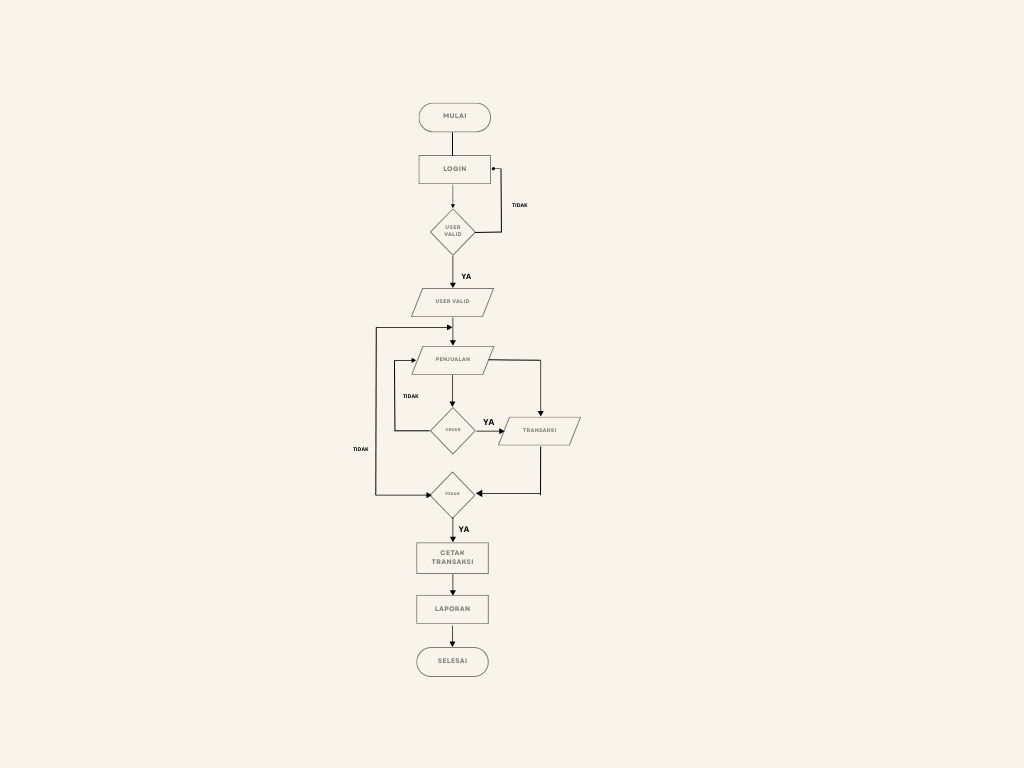 MULAI
LOGIN
TIDAK
USER
VALID
YA
USER VALID
PENJUALAN
TIDAK
YA
ORDER
TRANSAKSI
TIDAK
PESAN
YA
CETAK
TRANSAKSI
LAPORAN
SELESAI